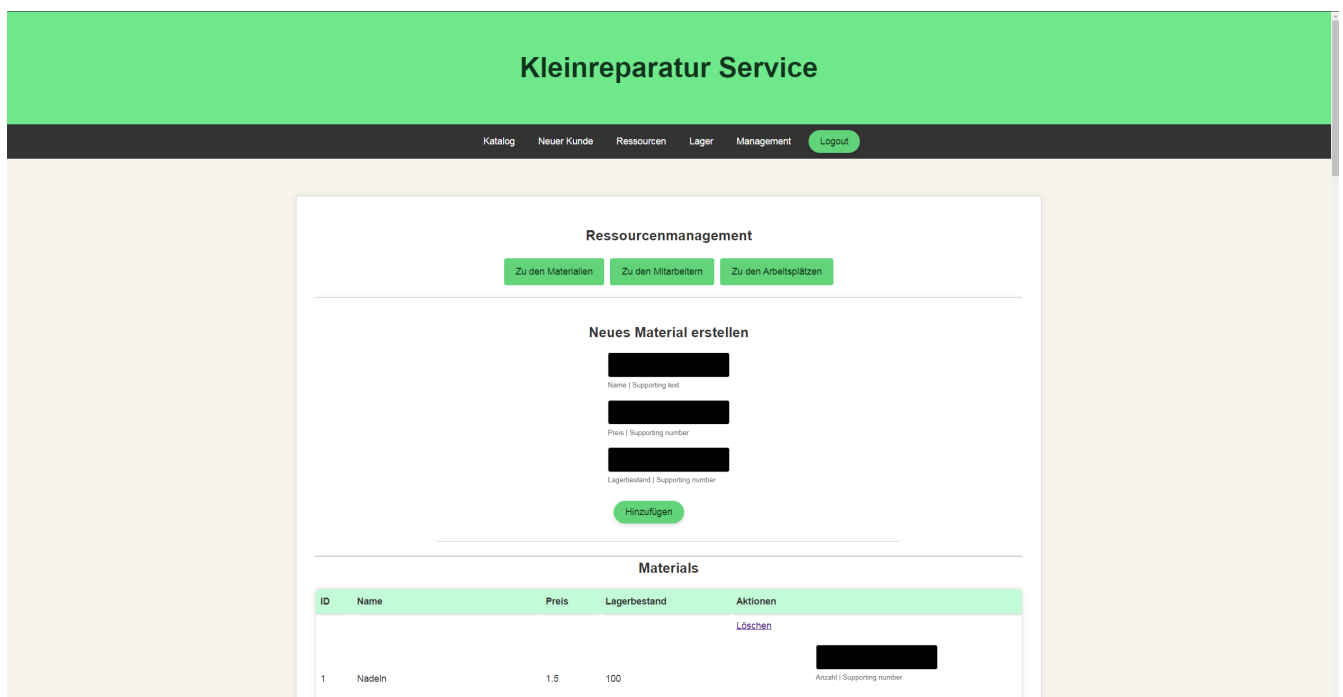 Kleinreparatur Service
Katalog Neuer Kunde Ressourcen Lager Management Logout
Ressourcenmanagement
Zu den Materialien Zu den Mitarbeitern Zu den Arbeitsplätzen
Neues Material erstellen
Name | Supporting text
Preis | Supporting number
Lagerbestand | Supporting number
Hinzufügen
Materials
ID Name Preis Lagerbestand Aktionen
Löschen
Anzahl | Supporting number
1 Nadeln 1.5 100